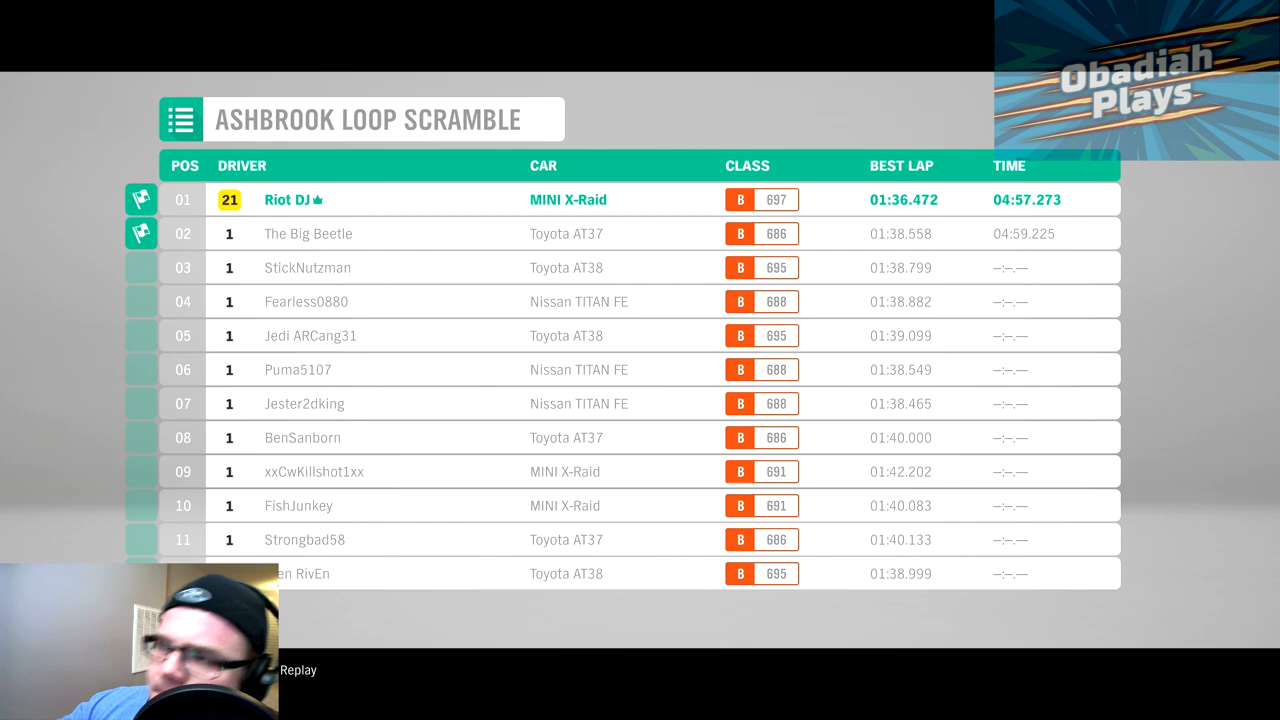 Obadiah
Plays
ASHBROOK LOOP SCRAMBLE
POS DRIVER CAR CLASS BEST LAP TIME
01 21 Riot DJ MINI X-Raid B 697 01:36.472 04:57.273
02 1 The Big Beetle Toyota AT37 B 686 01:38.558 04:59.225
03 1 StickNutzman Toyota AT38 B 695 01:38.799 --:--.---
04 1 Fearless0880 Nissan TITAN FE B 688 01:38.882 --:--.---
05 1 Jedi ARCang31 Toyota AT38 B 695 01:39.099 --:--.---
06 1 Puma5107 Nissan TITAN FE B 688 01:38.549 --:--.---
07 1 Jester2dking Nissan TITAN FE B 688 01:38.465 --:--.---
08 1 BenSanborn Toyota AT37 B 686 01:40.000 --:--.---
09 1 xxCwKillshot1xx MINI X-Raid B 691 01:42.202 --:--.---
10 1 FishJunkey MINI X-Raid B 691 01:40.083 --:--.---
11 1 Strongbad58 Toyota AT37 B 686 01:40.133 --:--.---
en RivEn Toyota AT38 B 695 01:38.999 --:--.---
Replay